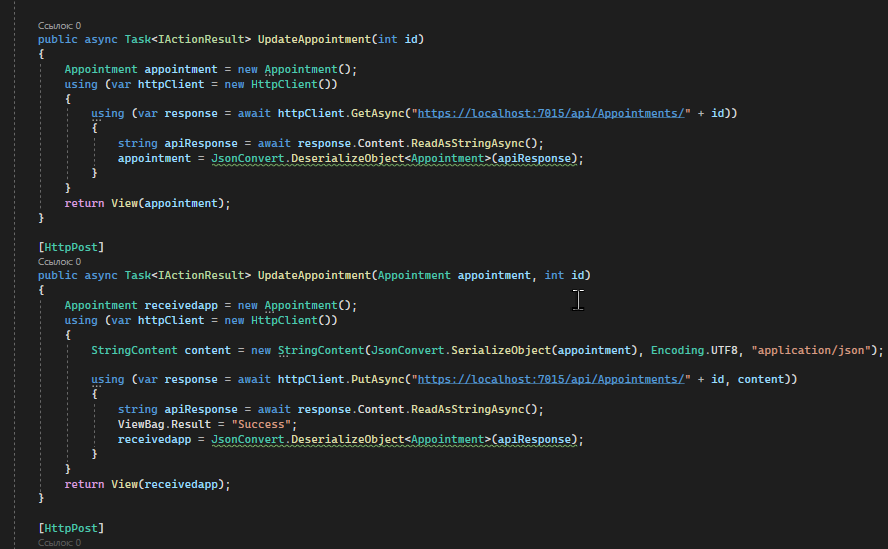 Ссылок: 0
public async Task<IActionResult> UpdateAppointment(int id)
{
Appointment appointment = new Appointment();
using (var httpClient = new HttpClient())
{
using (var response = await httpClient.GetAsync("https://localhost:7015/api/Appointments/" + id))
{
string apiResponse = await response.Content.ReadAsStringAsync();
appointment = JsonConvert.DeserializeObject<Appointment>(apiResponse);
}
}
return View(appointment);
}
[HttpPost]
Ссылок: 0
public async Task<IActionResult> UpdateAppointment(Appointment appointment, int id)
{
Appointment receivedapp = new Appointment();
using (var httpClient = new HttpClient())
{
StringContent content = new StringContent(JsonConvert.SerializeObject(appointment), Encoding.UTF8, "application/json");
using (var response = await httpClient.PutAsync("https://localhost:7015/api/Appointments/" + id, content))
{
string apiResponse = await response.Content.ReadAsStringAsync();
ViewBag.Result = "Success";
receivedapp = JsonConvert.DeserializeObject<Appointment>(apiResponse);
}
}
return View(receivedapp);
}
[HttpPost]
Ссылок: 0